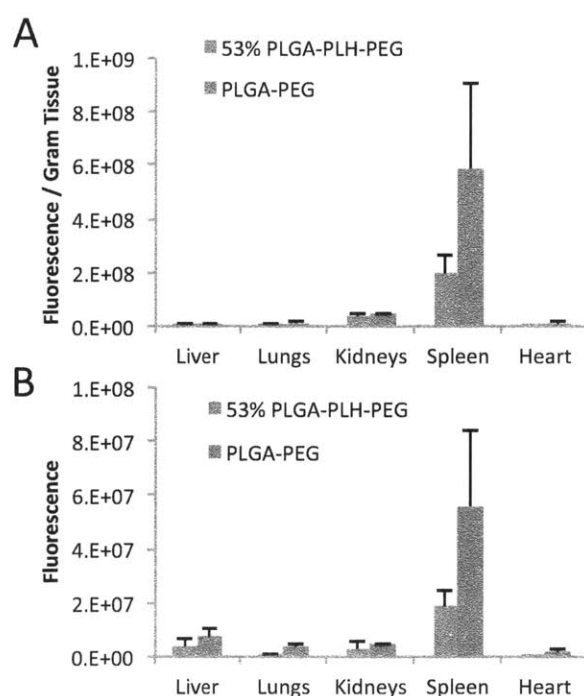 A
53% PLGA-PLH-PEG
PLGA-PEG
Fluorescence / Gram Tissue
1.E+09
8.E+08
6.E+08
4.E+08
2.E+08
0.E+00
Liver Lungs Kidneys Spleen Heart
B
53% PLGA-PLH-PEG
PLGA-PEG
Fluorescence
1.E+08
8.E+07
6.E+07
4.E+07
2.E+07
0.E+00
Liver Lungs Kidneys Spleen Heart